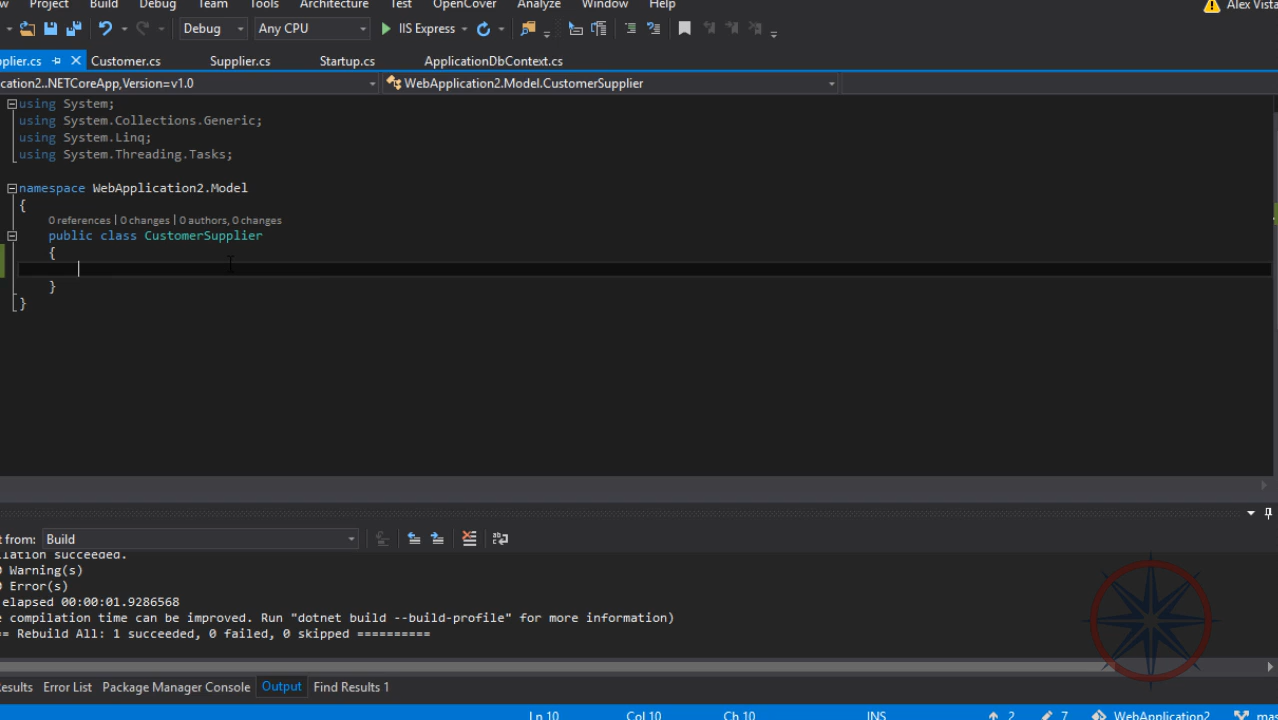 w Project Build Debug Team Tools Architecture Test OpenCover Analyze Window Help Alex Vista
Debug Any CPU IIS Express
plier.cs Customer.cs Supplier.cs Startup.cs ApplicationDbContext.cs
cation2..NETCoreApp,Version=v1.0 WebApplication2.Model.CustomerSupplier
using System;
using System.Collections.Generic;
using System.Linq;
using System.Threading.Tasks;
namespace WebApplication2.Model
{
0 references | 0 changes | 0 authors, 0 changes
public class CustomerSupplier
{
}
}
t from: Build
ilation succeeded.
0 Warning(s)
0 Error(s)
elapsed 00:00:01.9286568
e compilation time can be improved. Run "dotnet build --build-profile" for more information)
== Rebuild All: 1 succeeded, 0 failed, 0 skipped ==========
esults Error List Package Manager Console Output Find Results 1
Ln 10 Col 10 Ch 10 INS 2 7 WebApplication2 mas